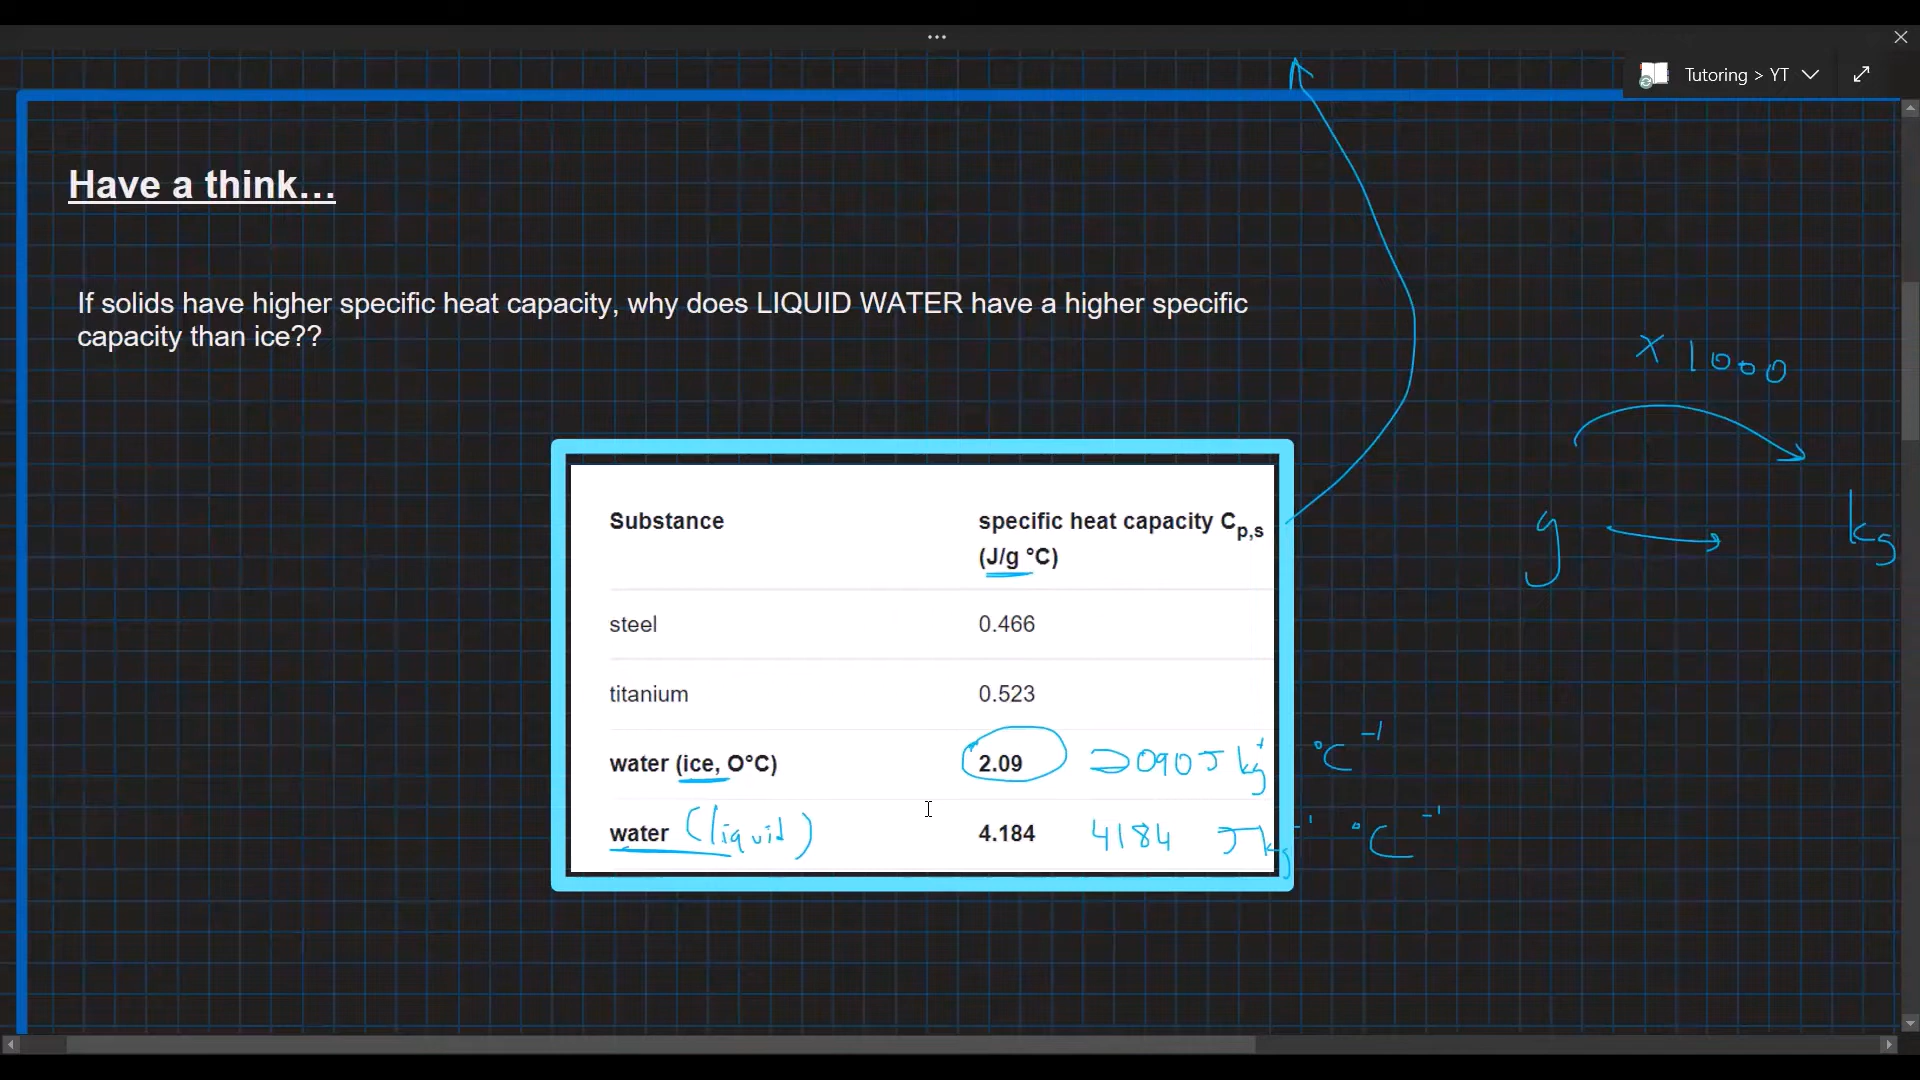 Tutoring > YT
Have a think...
If solids have higher specific heat capacity, why does LIQUID WATER have a higher specific
capacity than ice??
x 1000
g
kg
Substance
specific heat capacity Cp,s
(J/g °C)
steel
0.466
titanium
0.523
water (ice, O°C)
2.09
2090 J kg⁻¹ °C⁻¹
water (liquid)
4.184
4184 J kg⁻¹ °C⁻¹